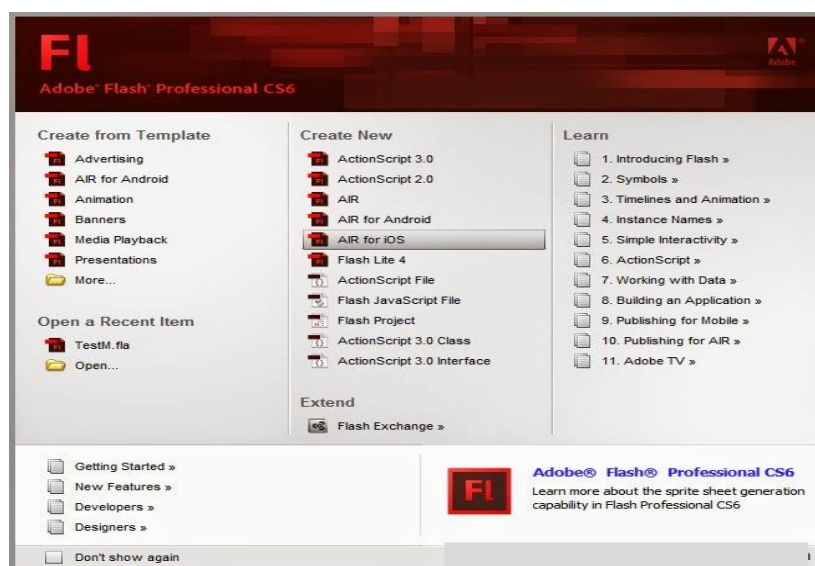 Fl
Adobe® Flash® Professional CS6
Adobe
Create from Template
Advertising
AIR for Android
Animation
Banners
Media Playback
Presentations
More...
Open a Recent Item
TestM.fla
Open...
Create New
ActionScript 3.0
ActionScript 2.0
AIR
AIR for Android
AIR for iOS
Flash Lite 4
ActionScript File
Flash JavaScript File
Flash Project
ActionScript 3.0 Class
ActionScript 3.0 Interface
Extend
Flash Exchange »
Learn
1. Introducing Flash »
2. Symbols »
3. Timelines and Animation »
4. Instance Names »
5. Simple Interactivity »
6. ActionScript »
7. Working with Data »
8. Building an Application »
9. Publishing for Mobile »
10. Publishing for AIR »
11. Adobe TV »
Getting Started »
New Features »
Developers »
Designers »
Don't show again
Fl
Adobe® Flash® Professional CS6
Learn more about the sprite sheet generation
capability in Flash Professional CS6